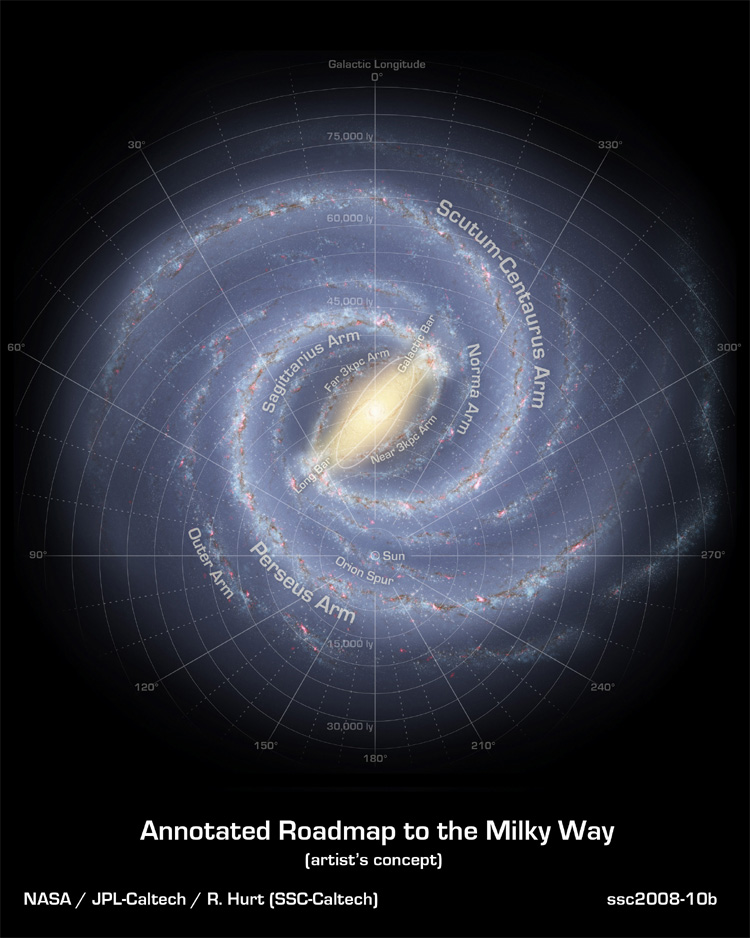 Galactic Longitude
0°
30°
330°
75,000 ly
60,000 ly
Scutum-Centaurus Arm
45,000 ly
60°
300°
Sagittarius Arm
Far 3kpc Arm
Galactic Bar
Norma Arm
Near 3kpc Arm
Long Bar
90°
Sun
270°
Outer Arm
Perseus Arm
Orion Spur
15,000 ly
120°
240°
30,000 ly
150°
210°
180°
Annotated Roadmap to the Milky Way
(artist's concept)
NASA / JPL-Caltech / R. Hurt (SSC-Caltech)
ssc2008-10b